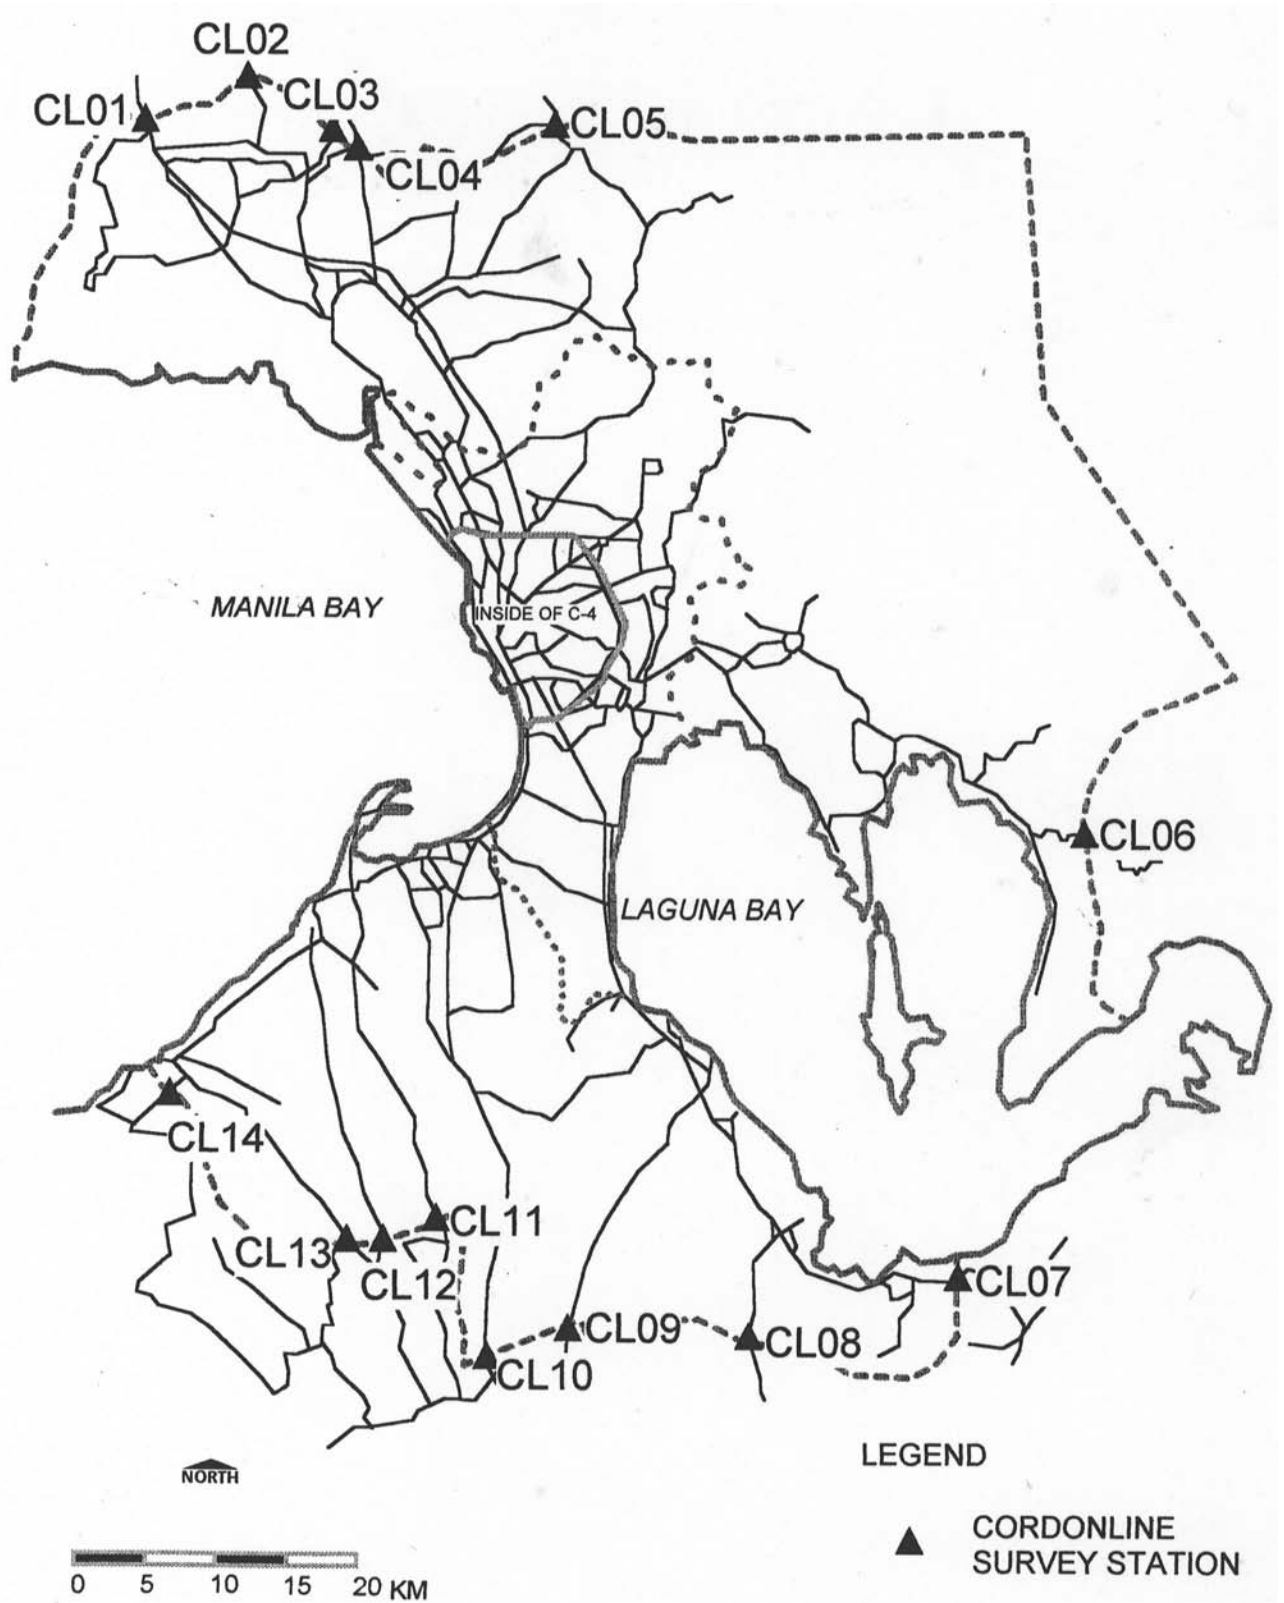 CL02
CL01
CL03
CL05
CL04
MANILA BAY
INSIDE OF C-4
CL06
LAGUNA BAY
CL14
CL11
CL13
CL12
CL07
CL09
CL08
CL10
NORTH
LEGEND
CORDONLINE
SURVEY STATION
0 5 10 15 20 KM